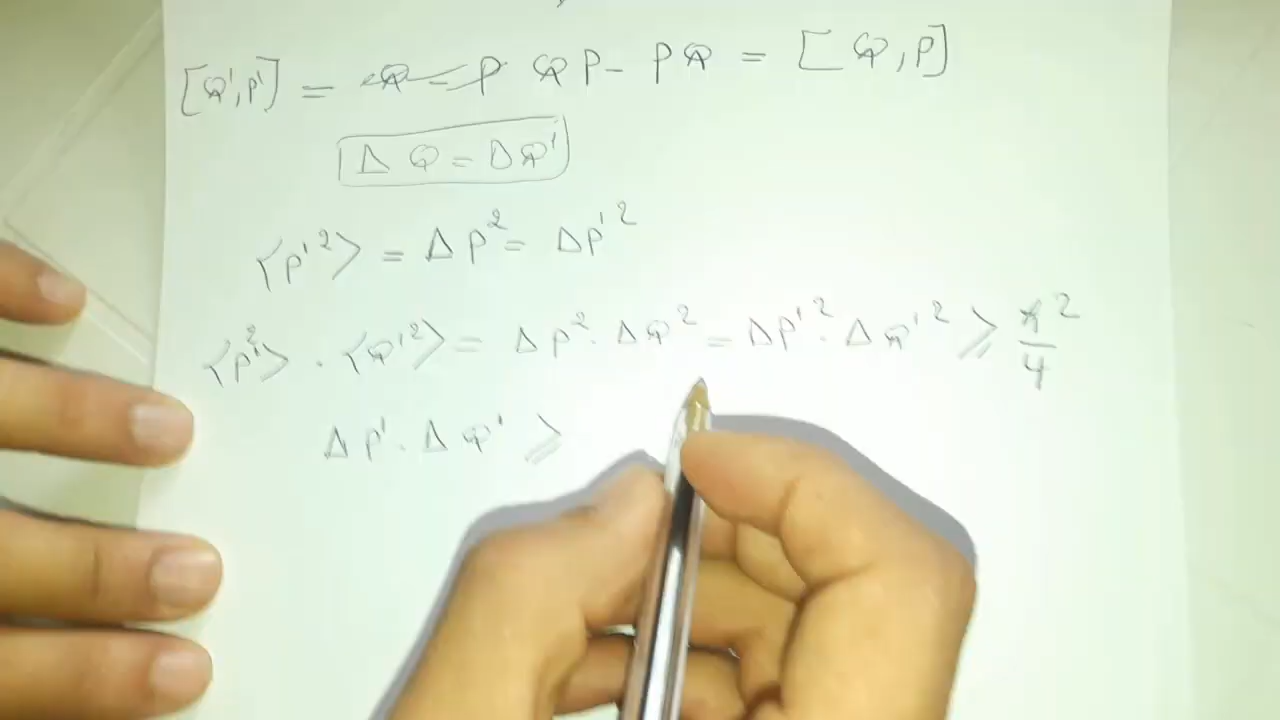 [Q', P'] = QP - PQ = [Q, P]
ΔQ = ΔQ'
⟨P'²⟩ = ΔP² = ΔP'²
⟨P'²⟩ . ⟨Q'²⟩ = ΔP² . ΔQ² = ΔP'² . ΔQ'² ≥ ħ²/4
ΔP' . ΔQ' ≥